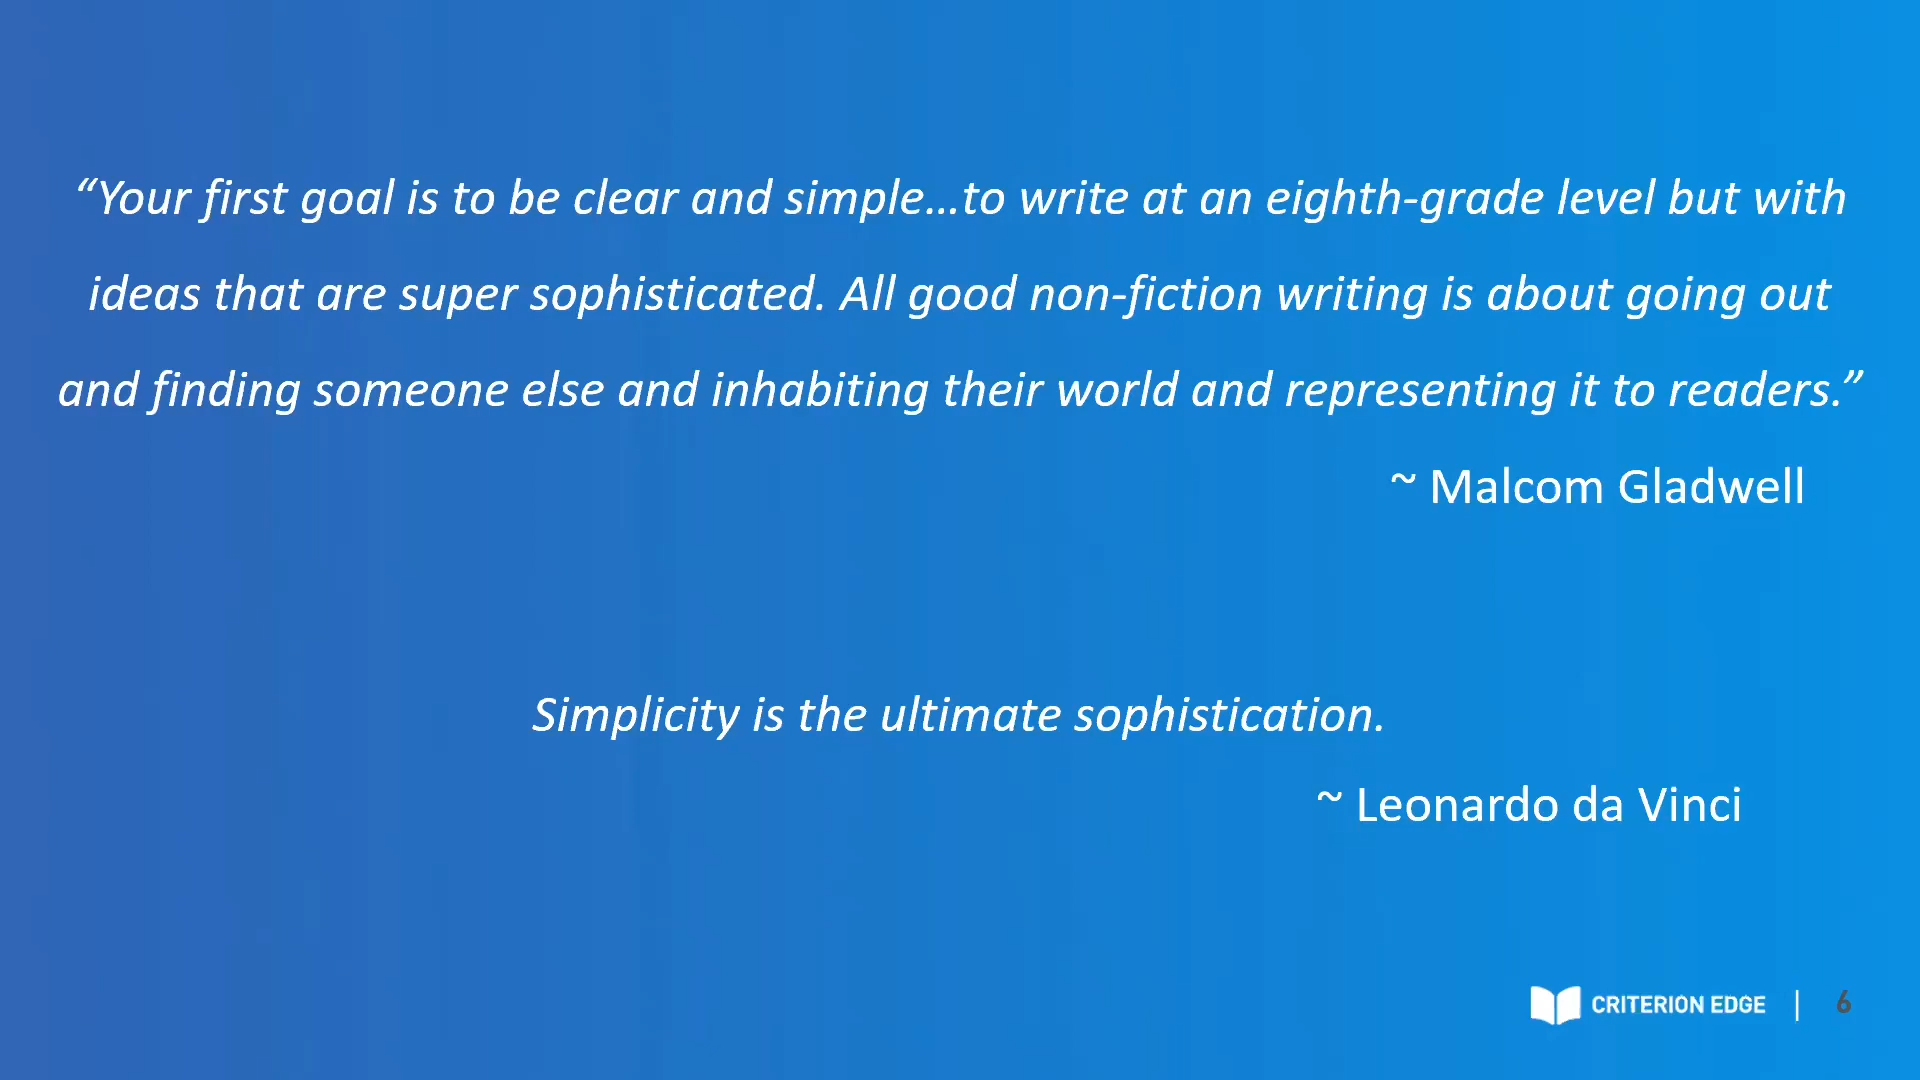 “Your first goal is to be clear and simple…to write at an eighth-grade level but with
ideas that are super sophisticated. All good non-fiction writing is about going out
and finding someone else and inhabiting their world and representing it to readers.”
~ Malcom Gladwell
Simplicity is the ultimate sophistication.
~ Leonardo da Vinci
CRITERION EDGE | 6